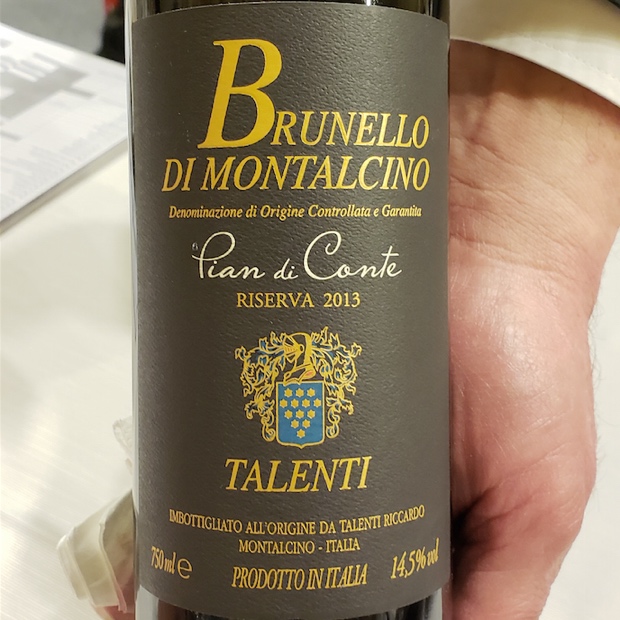 BRUNELLO
DI MONTALCINO
Denominazione di Origine Controllata e Garantita
Pian di Conte
RISERVA 2013
TALENTI
IMBOTTIGLIATO ALL'ORIGINE DA TALENTI RICCARDO
MONTALCINO - ITALIA
750 ml e PRODOTTO IN ITALIA 14,5% vol